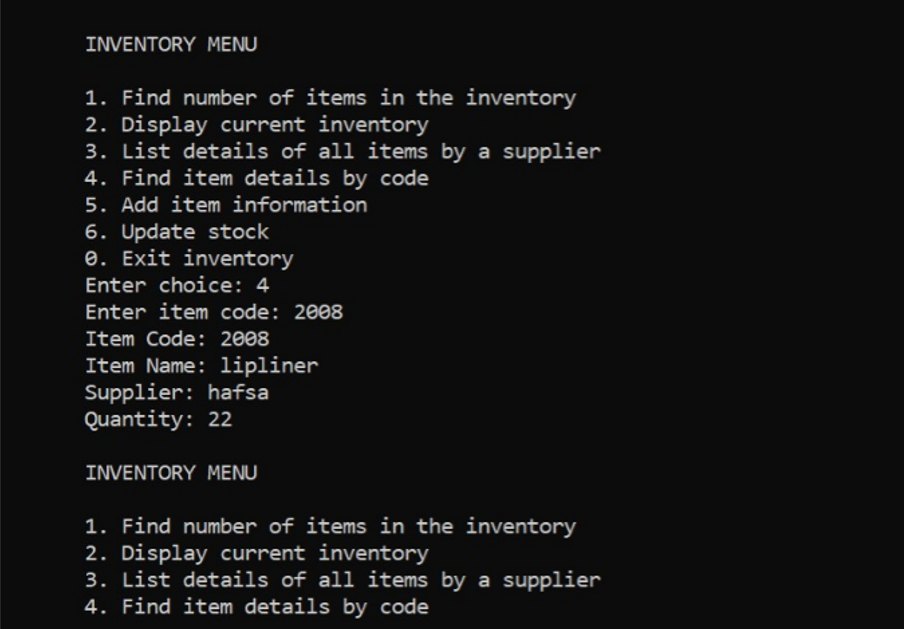 INVENTORY MENU
1. Find number of items in the inventory
2. Display current inventory
3. List details of all items by a supplier
4. Find item details by code
5. Add item information
6. Update stock
0. Exit inventory
Enter choice: 4
Enter item code: 2008
Item Code: 2008
Item Name: lipliner
Supplier: hafsa
Quantity: 22
INVENTORY MENU
1. Find number of items in the inventory
2. Display current inventory
3. List details of all items by a supplier
4. Find item details by code